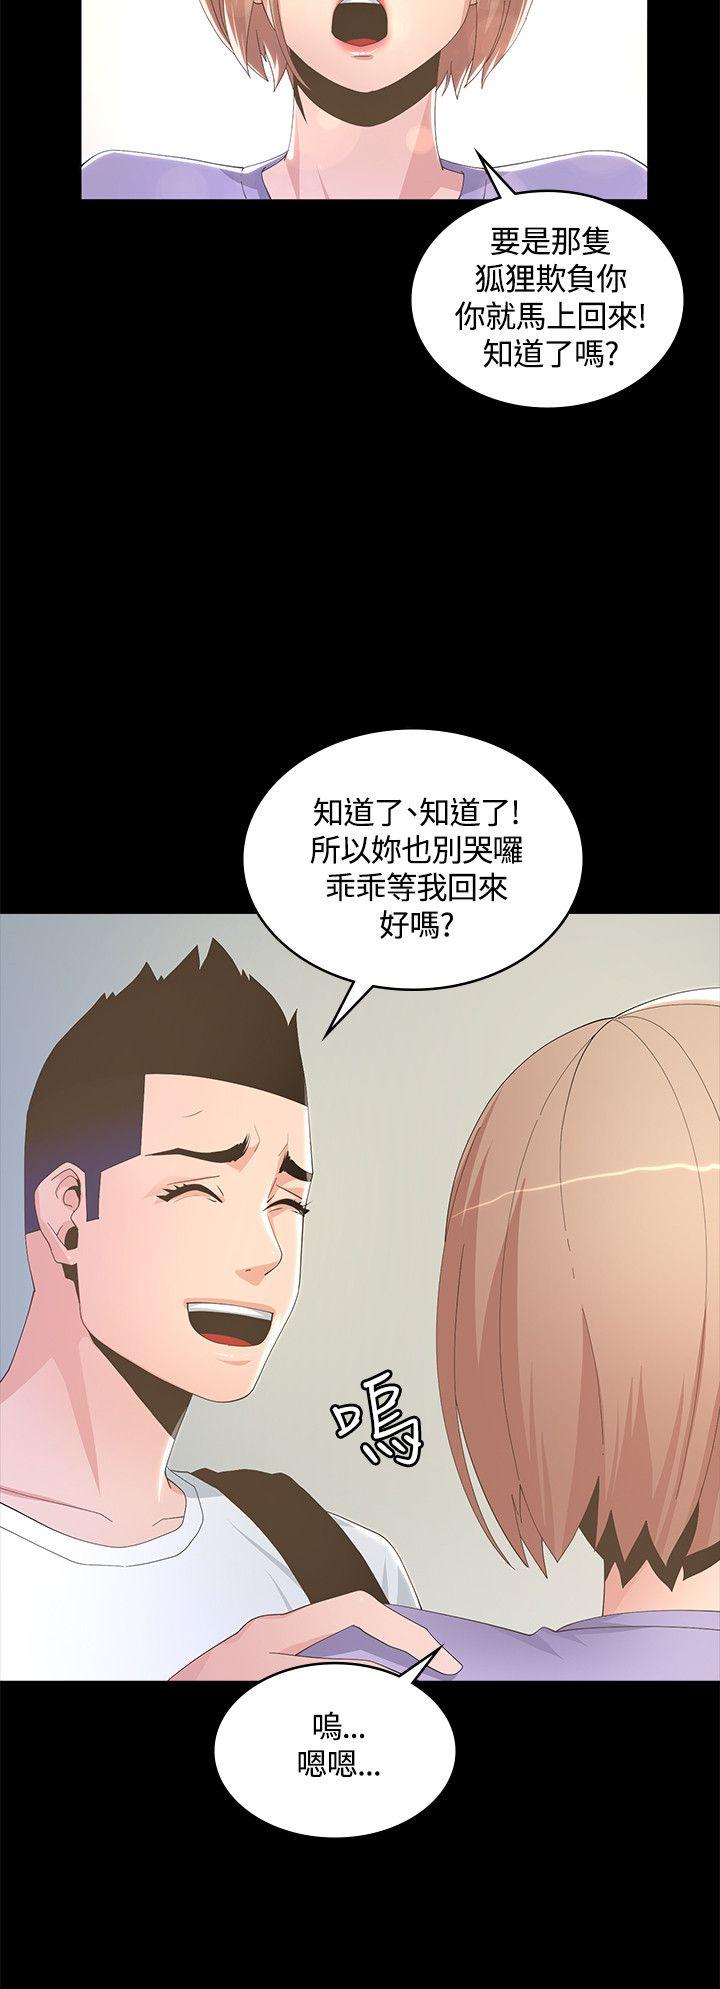 要是那隻
狐狸欺負你
你就馬上回來!
知道了嗎?
知道了、知道了!
所以妳也別哭囉
乖乖等我回來
好嗎?
嗚
嗚...
嗯嗯...